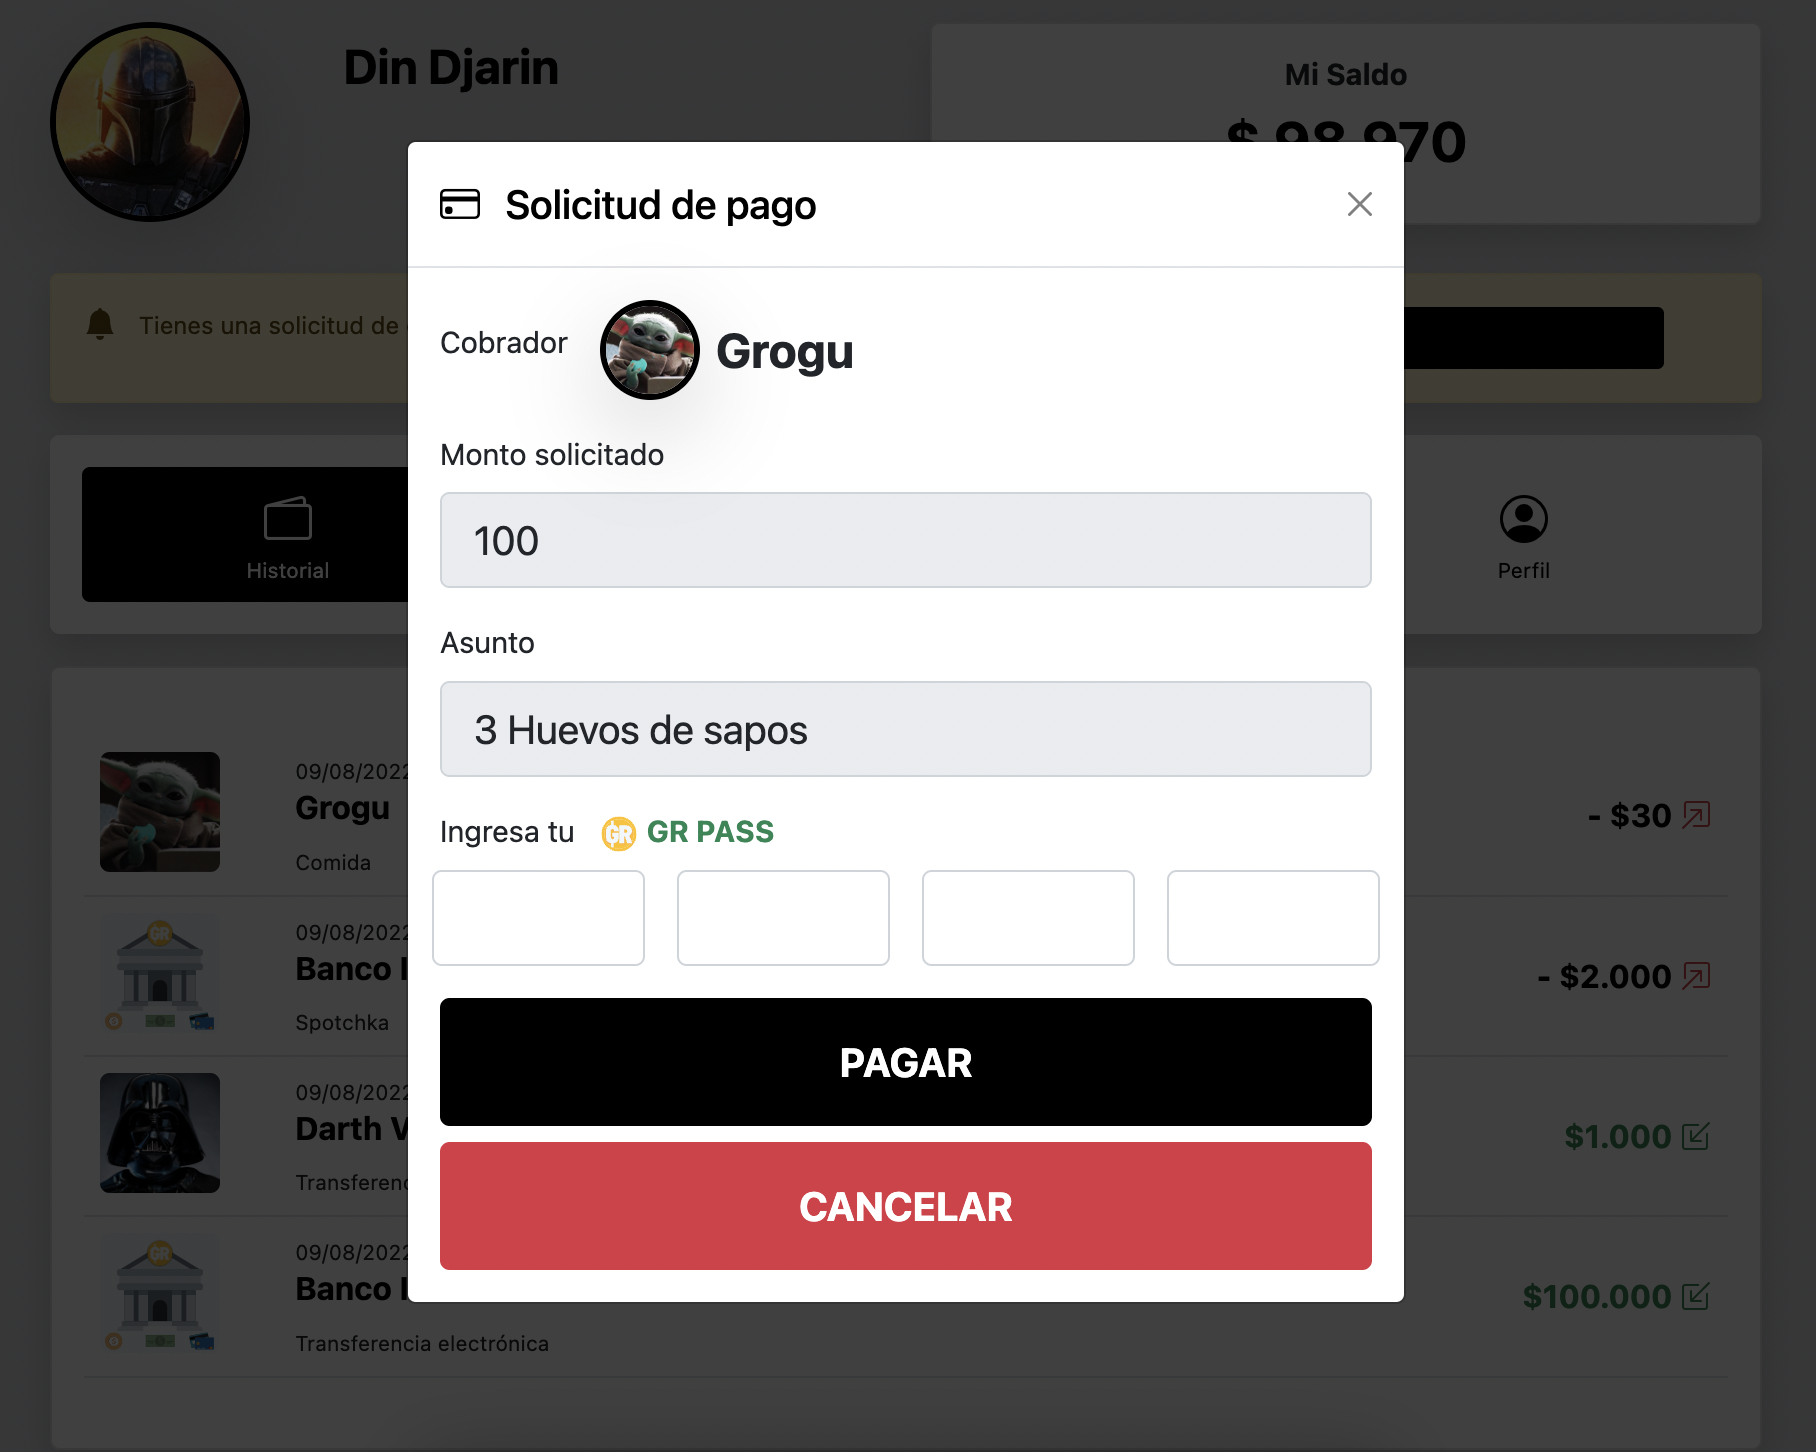 Din Djarin
Mi Saldo
$ 98.970
Solicitud de pago
Tienes una solicitud de
Cobrador
Grogu
Monto solicitado
100
Historial
Perfil
Asunto
3 Huevos de sapos
Ingresa tu GR GR PASS
PAGAR
CANCELAR
09/08/2022
Grogu
Comida
- $30
GR
09/08/2022
Banco
Spotchka
- $2.000
09/08/2022
Darth
Transferenc
$1.000
GR
09/08/2022
Banco
Transferencia electrónica
$100.000